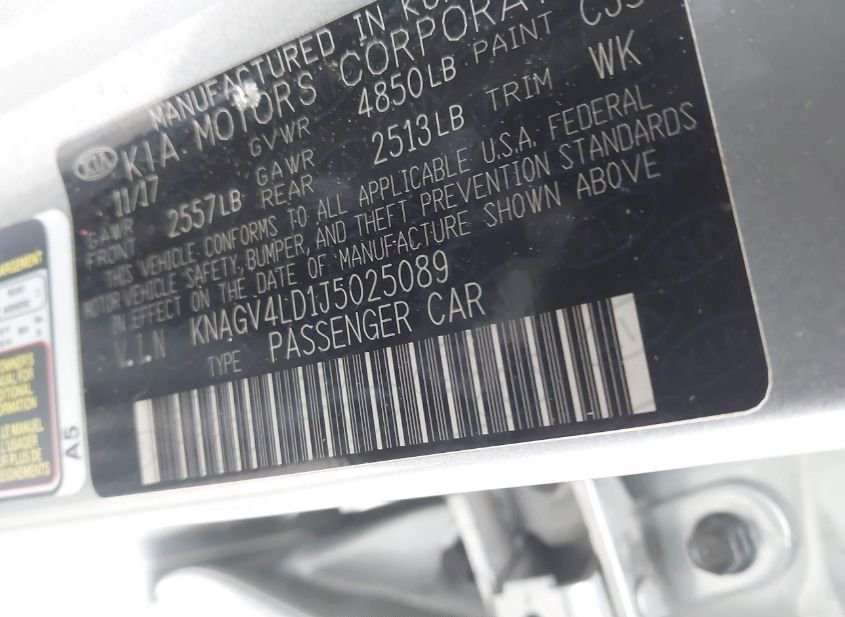 MANUFACTURED IN
KIA MOTORS
11/17 GVWR 4850LB PAINT
GAWR FRONT 2557LB GAWR REAR 2513LB TRIM WK
THIS VEHICLE CONFORMS TO ALL APPLICABLE U.S.A. FEDERAL
MOTOR VEHICLE SAFETY, BUMPER, AND THEFT PREVENTION STANDARDS
IN EFFECT ON THE DATE OF MANUFACTURE SHOWN ABOVE
V.I.N KNAGV4LD1J5025089
TYPE PASSENGER CAR
KIA
A5